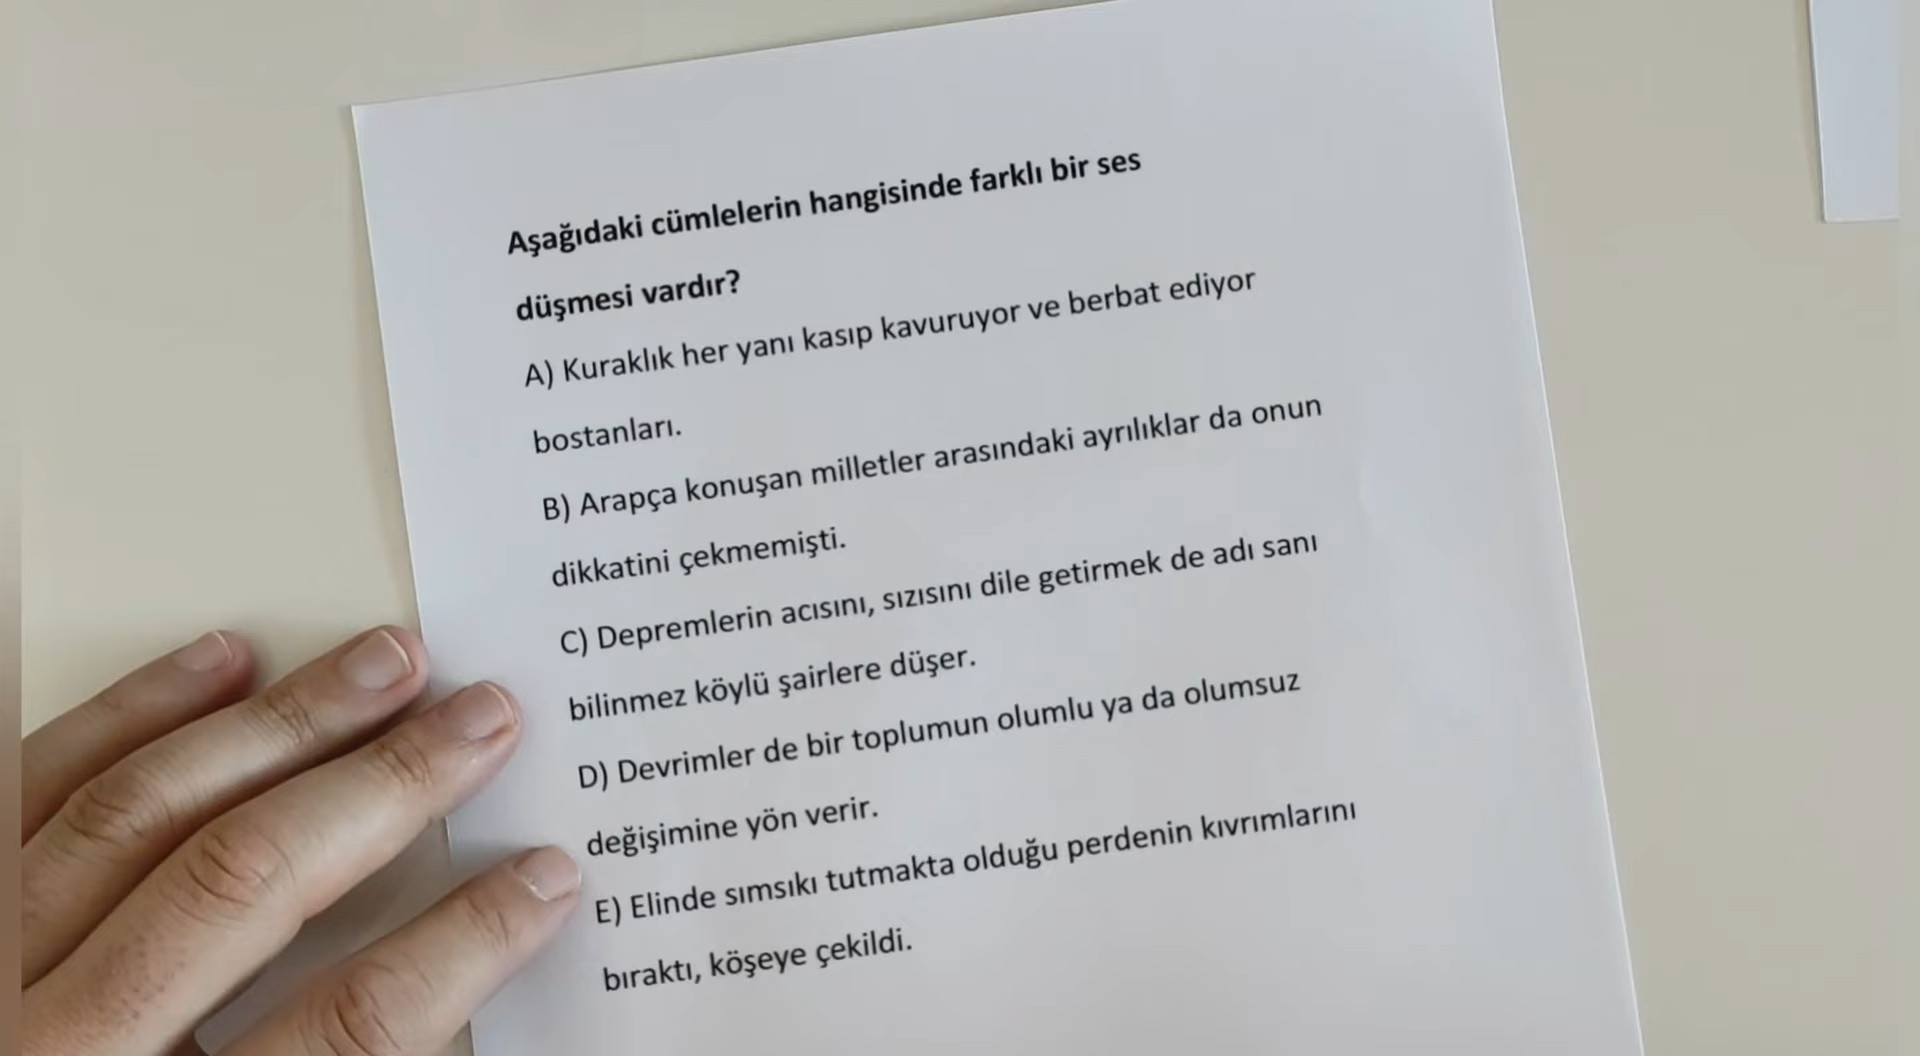 Aşağıdaki cümlelerin hangisinde farklı bir ses
düşmesi vardır?
A) Kuraklık her yanı kasıp kavuruyor ve berbat ediyor
bostanları.
B) Arapça konuşan milletler arasındaki ayrılıklar da onun
dikkatini çekmemişti.
C) Depremlerin acısını, sızısını dile getirmek de adı sanı
bilinmez köylü şairlere düşer.
D) Devrimler de bir toplumun olumlu ya da olumsuz
değişimine yön verir.
E) Elinde sımsıkı tutmakta olduğu perdenin kıvrımlarını
bıraktı, köşeye çekildi.